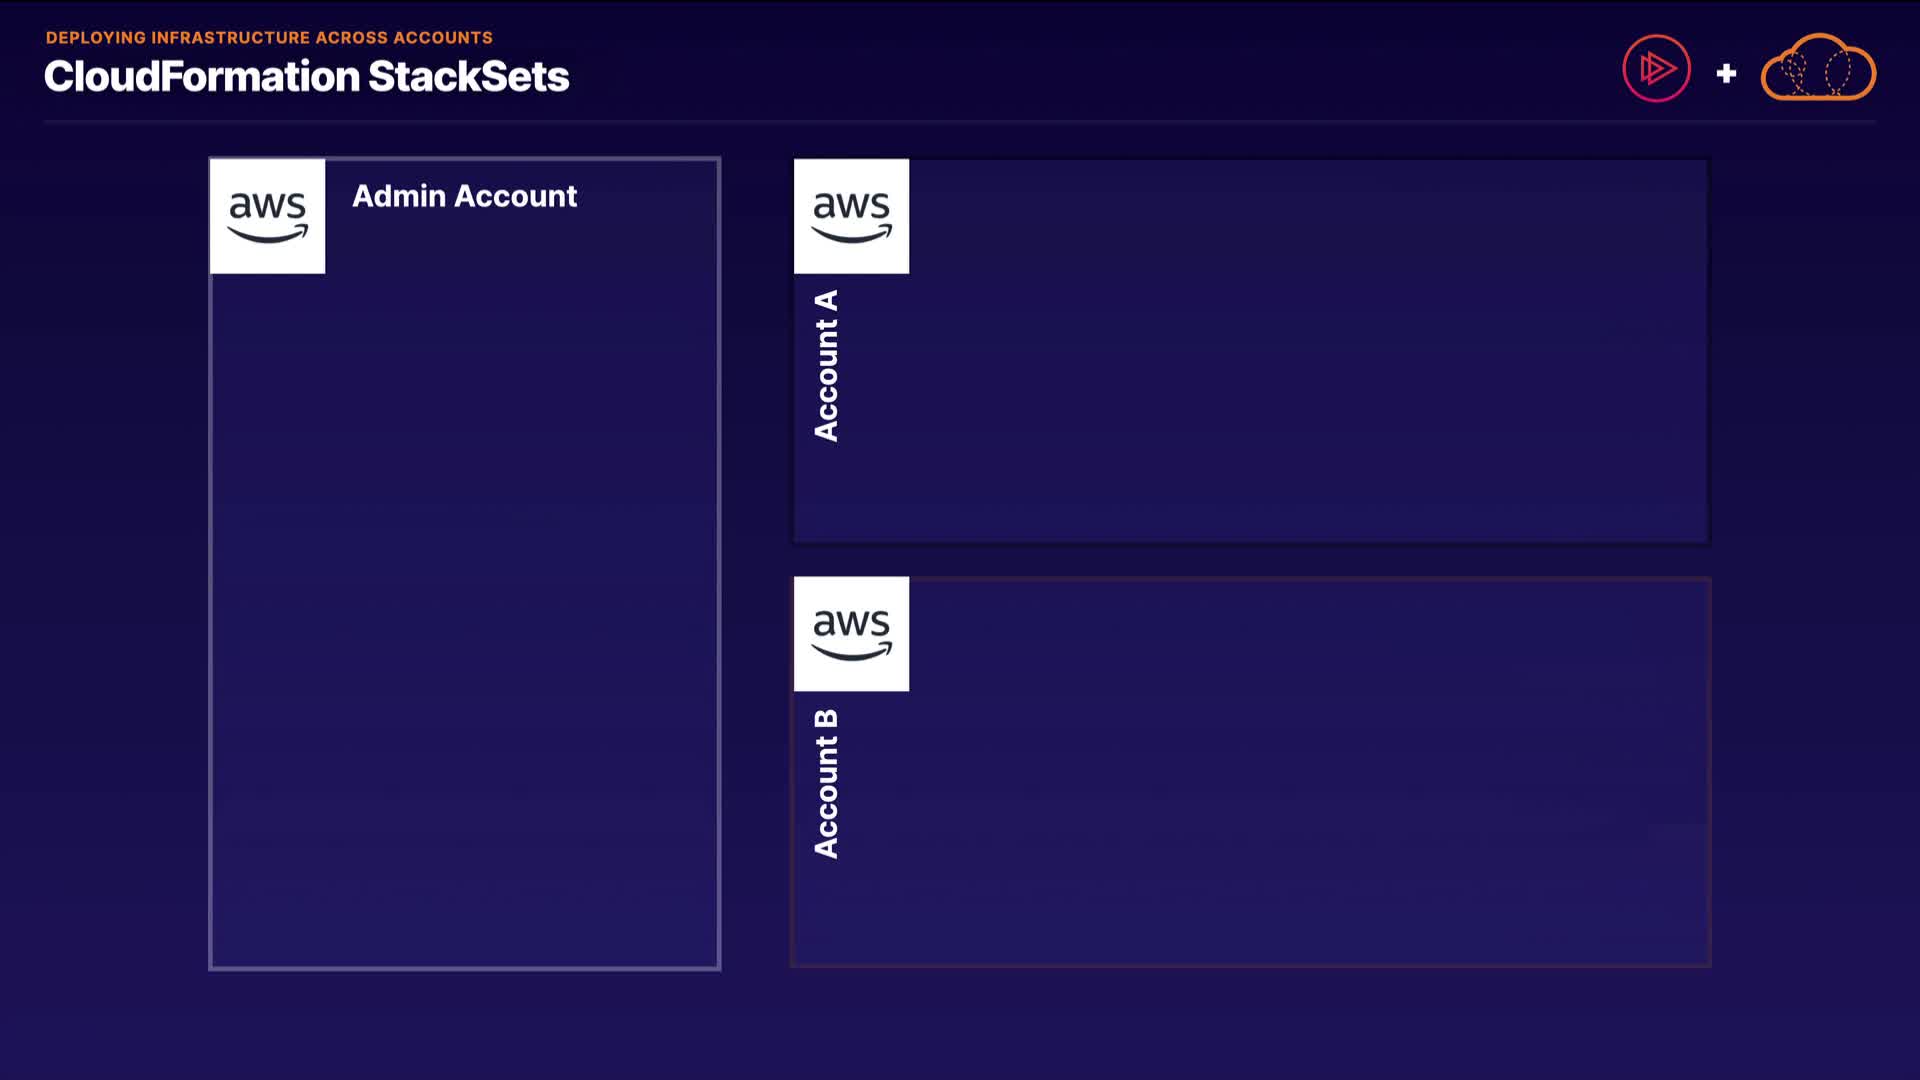 DEPLOYING INFRASTRUCTURE ACROSS ACCOUNTS
CloudFormation StackSets
aws
Admin Account
aws
Account A
aws
Account B